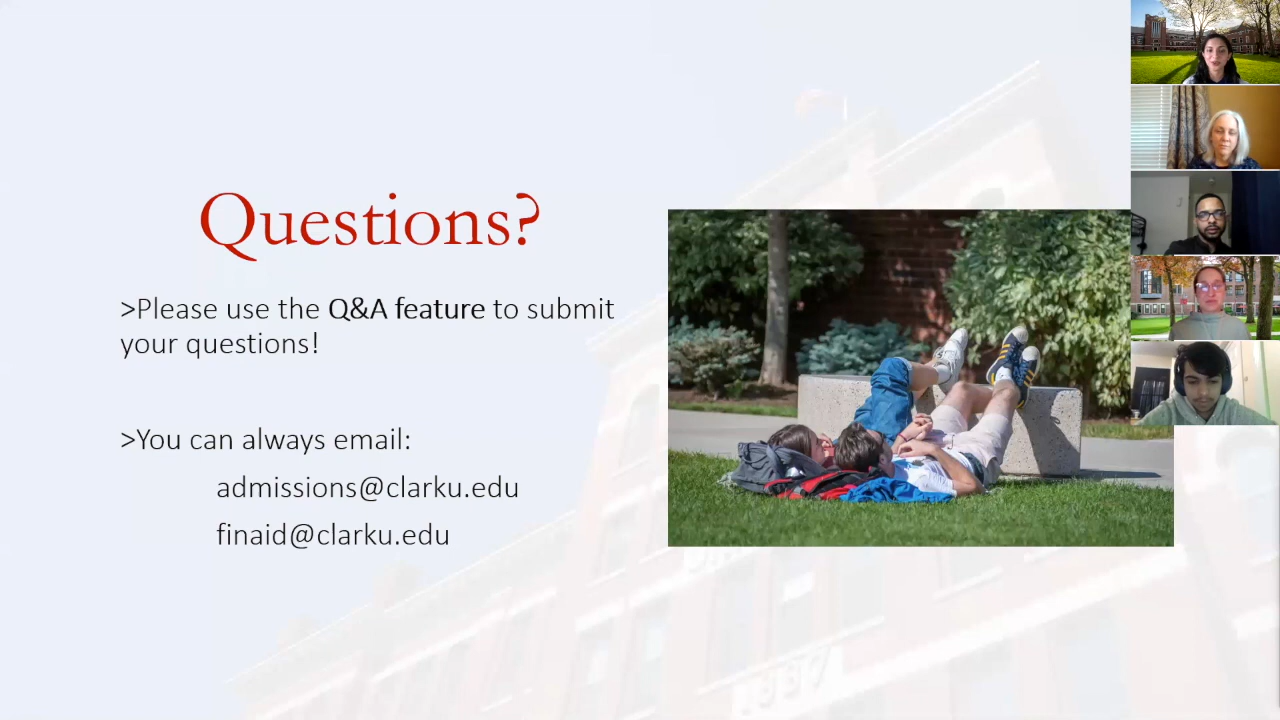 Questions?
>Please use the Q&A feature to submit
your questions!
>You can always email:
admissions@clarku.edu
finaid@clarku.edu